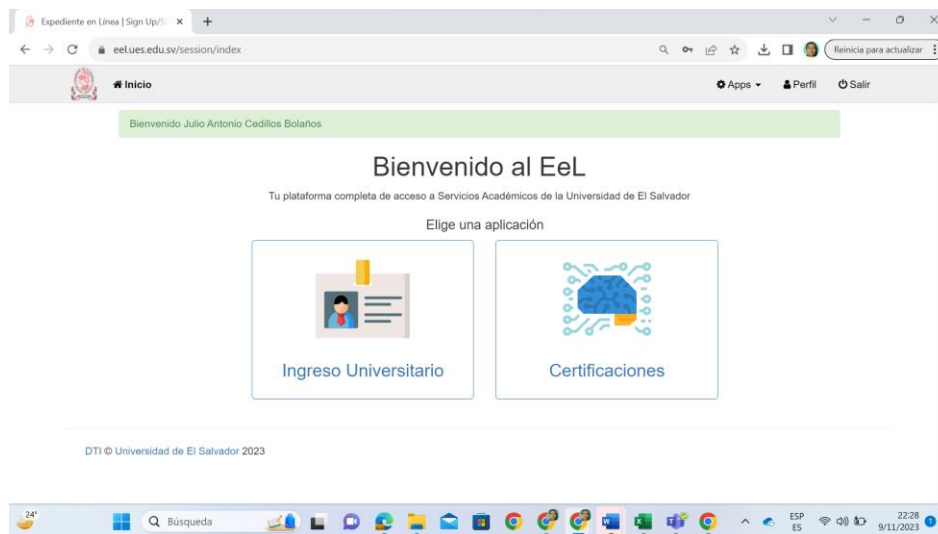 Expediente en Línea | Sign Up/S
eel.ues.edu.sv/session/index
Reinicia para actualizar
Inicio
Apps
Perfil
Salir
Bienvenido Julio Antonio Cedillos Bolaños
Bienvenido al EeL
Tu plataforma completa de acceso a Servicios Académicos de la Universidad de El Salvador
Elige una aplicación
Ingreso Universitario
Certificaciones
DTI © Universidad de El Salvador 2023
24°
Búsqueda
ESP
ES
22:28
9/11/2023
1